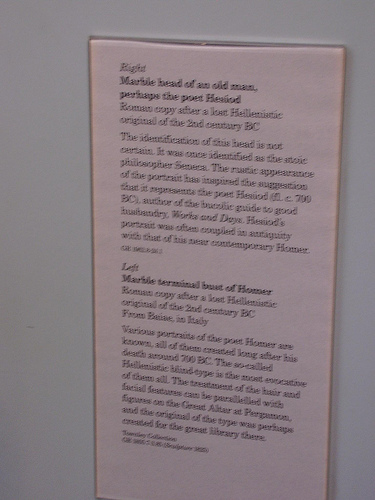 Right
Marble head of an old man,
perhaps the poet Hesiod
Roman copy after a lost Hellenistic
original of the 2nd century BC
The identification of this head is not
certain. It was once identified as the stoic
philosopher Seneca. The rustic appearance
of the portrait has inspired the suggestion
that it represents the poet Hesiod (fl. c. 700
BC), author of the bucolic guide to good
husbandry, Works and Days. Hesiod's
portrait was often coupled in antiquity
with that of his near contemporary Homer.
Left
Marble terminal bust of Homer
Roman copy after a lost Hellenistic
original of the 2nd century BC
From Baiae, in Italy
Various portraits of the poet Homer are
known, all of them created long after his
death around 700 BC. The so-called
Hellenistic blind-type is the most evocative
of them all. The treatment of the hair and
facial features can be parallelled with
figures on the Great Altar at Pergamon,
and the original of the type was perhaps
created for the great library there.
Townley Collection